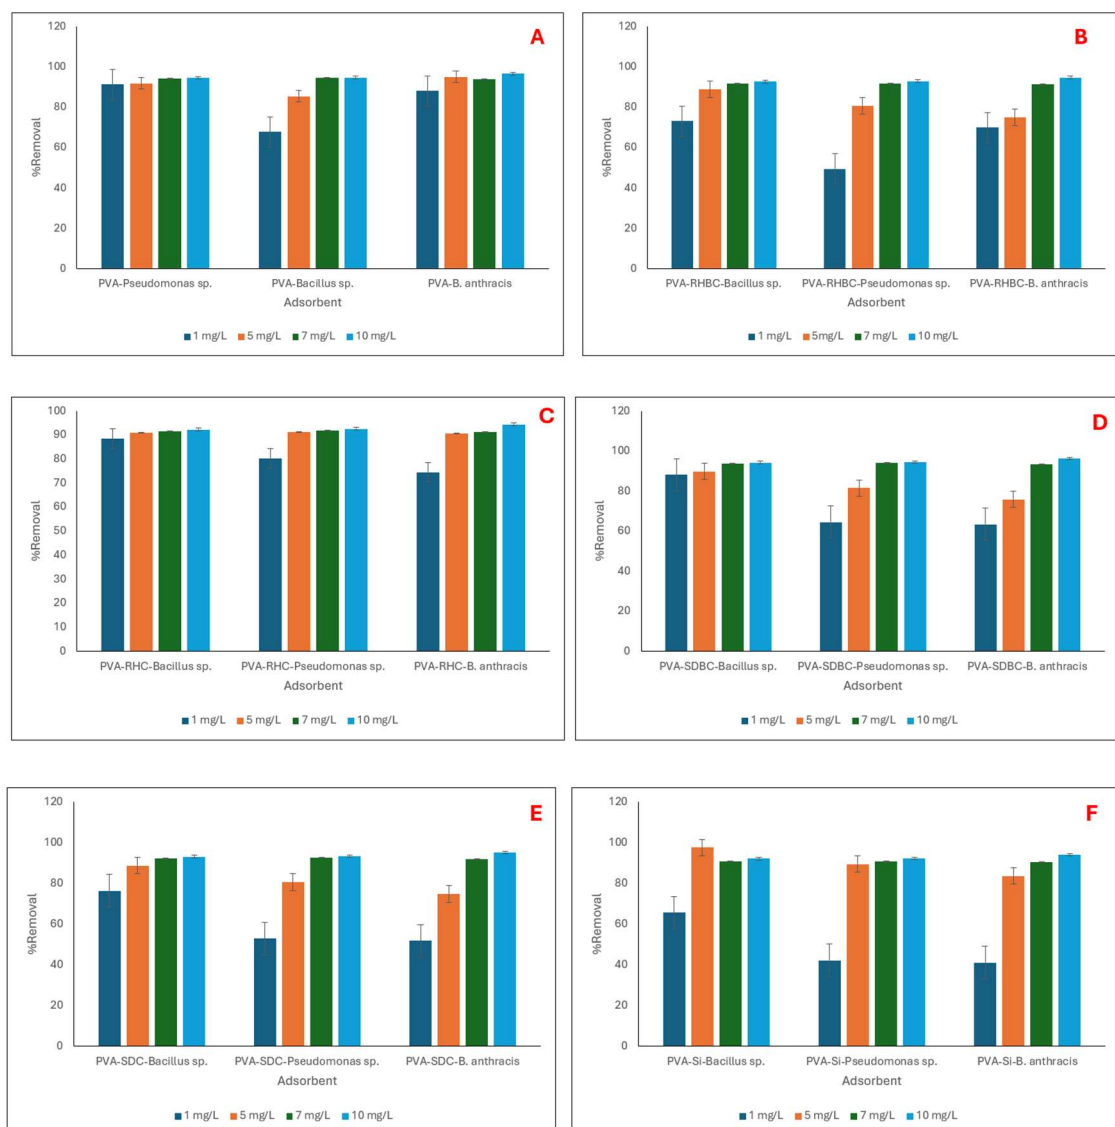 A
120
100
80
60
40
20
0
%Removal
PVA-Pseudomonas sp. PVA-Bacillus sp. PVA-B. anthracis
Adsorbent
1 mg/L 5 mg/L 7 mg/L 10 mg/L
B
120
100
80
60
40
20
0
%Removal
PVA-RHBC-Bacillus sp. PVA-RHBC-Pseudomonas sp. PVA-RHBC-B. anthracis
Adsorbent
1 mg/L 5mg/L 7 mg/L 10 mg/L
C
100
90
80
70
60
50
40
30
20
10
0
%Removal
PVA-RHC-Bacillus sp. PVA-RHC-Pseudomonas sp. PVA-RHC-B. anthracis
Adsorbent
1 mg/L 5 mg/L 7 mg/L 10 mg/L
D
120
100
80
60
40
20
0
%Removal
PVA-SDBC-Bacillus sp. PVA-SDBC-Pseudomonas sp. PVA-SDBC-B. anthracis
Adsorbent
1 mg/L 5 mg/L 7 mg/L 10 mg/L
E
120
100
80
60
40
20
0
%Removal
PVA-SDC-Bacillus sp. PVA-SDC-Pseudomonas sp. PVA-SDC-B. anthracis
Adsorbent
1 mg/L 5 mg/L 7 mg/L 10 mg/L
F
120
100
80
60
40
20
0
%Removal
PVA-Si-Bacillus sp. PVA-Si-Pseudomonas sp. PVA-Si-B. anthracis
Adsorbent
1 mg/L 5 mg/L 7 mg/L 10 mg/L